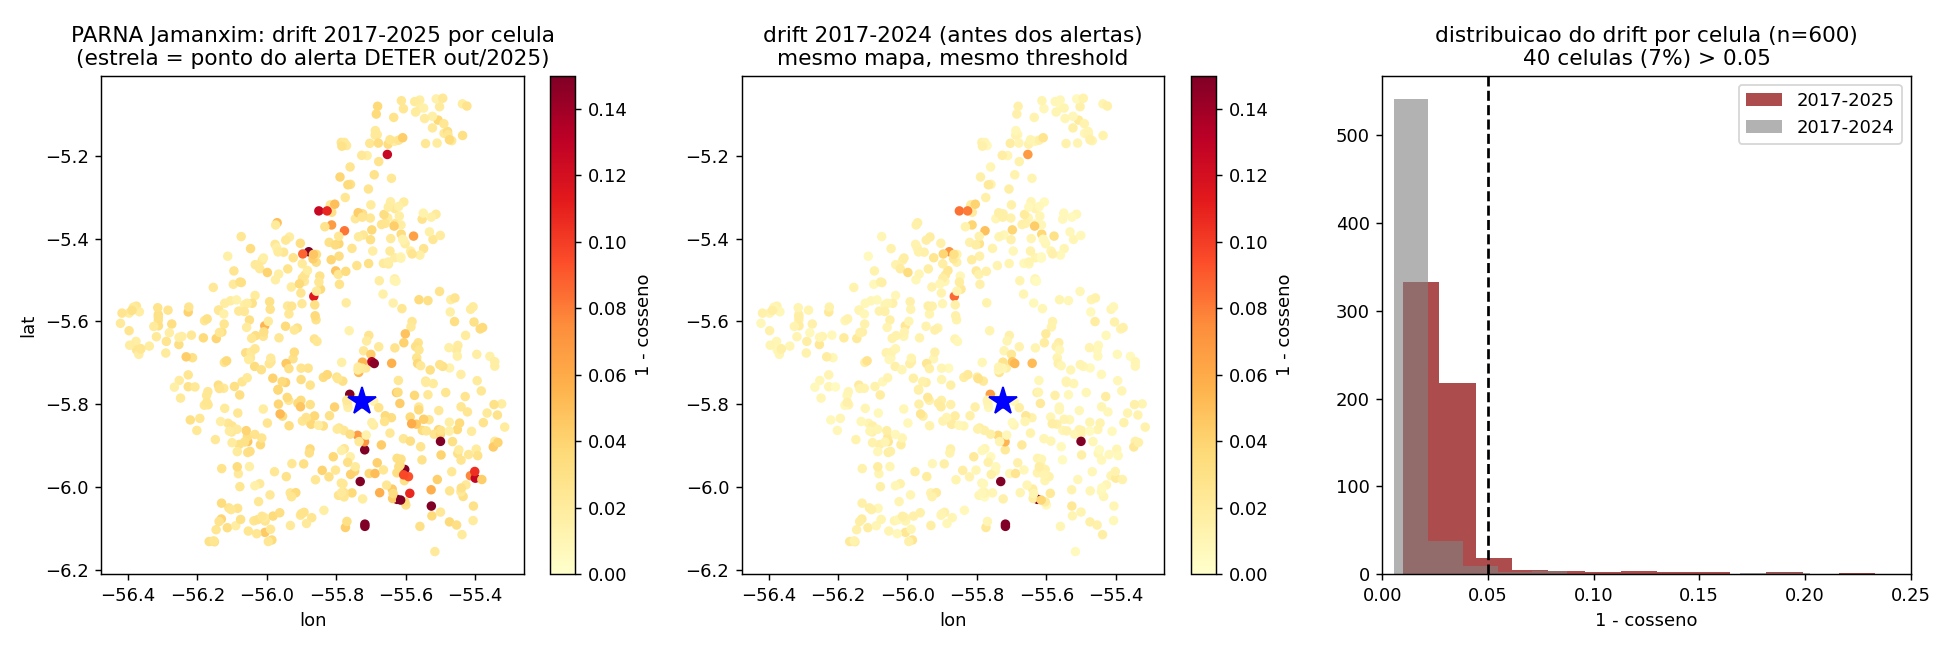 PARNA Jamanxim: drift 2017-2025 por celula
(estrela = ponto do alerta DETER out/2025)
lat
−5.2
−5.4
−5.6
−5.8
−6.0
−6.2
−56.4 −56.2 −56.0 −55.8 −55.6 −55.4
lon
0.14
0.12
0.10
0.08
0.06
0.04
0.02
0.00
1 - cosseno
drift 2017-2024 (antes dos alertas)
mesmo mapa, mesmo threshold
−5.2
−5.4
−5.6
−5.8
−6.0
−6.2
−56.4 −56.2 −56.0 −55.8 −55.6 −55.4
lon
0.14
0.12
0.10
0.08
0.06
0.04
0.02
0.00
1 - cosseno
distribuicao do drift por celula (n=600)
40 celulas (7%) > 0.05
2017-2025
2017-2024
500
400
300
200
100
0
0.00 0.05 0.10 0.15 0.20 0.25
1 - cosseno